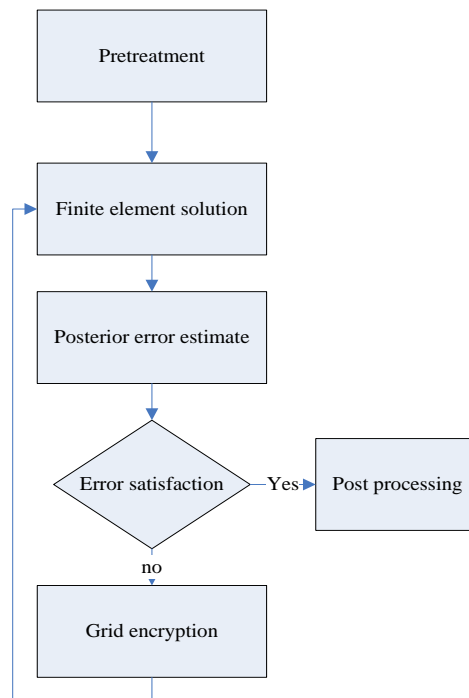 Pretreatment
Finite element solution
Posterior error estimate
Error satisfaction
Yes
Post processing
no
Grid encryption